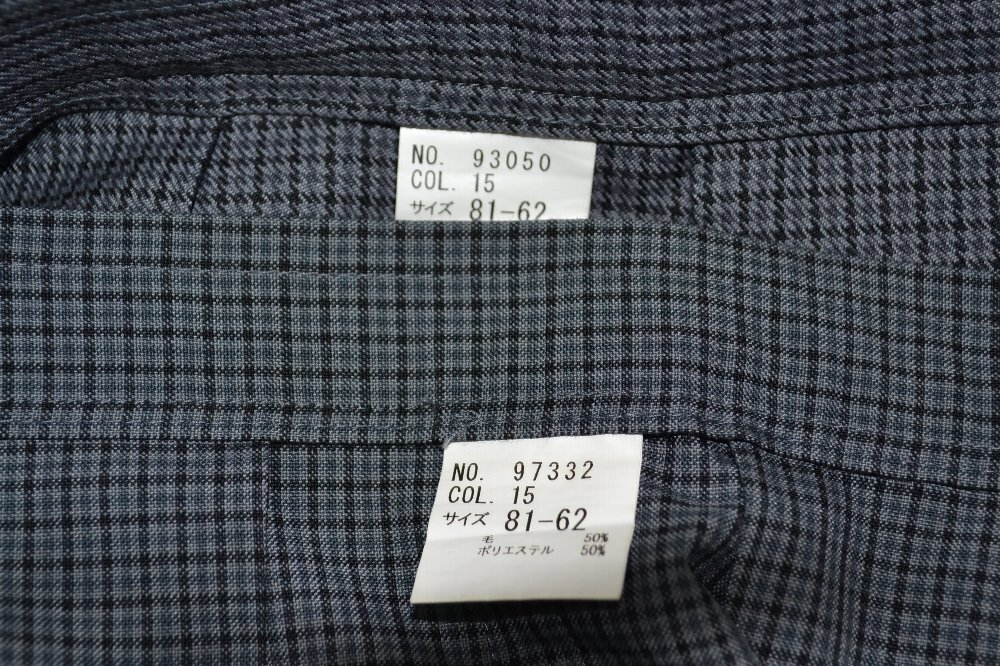 NO. 93050
COL. 15
サイズ 81-62
NO. 97332
COL. 15
サイズ 81-62
毛 50%
ポリエステル 50%